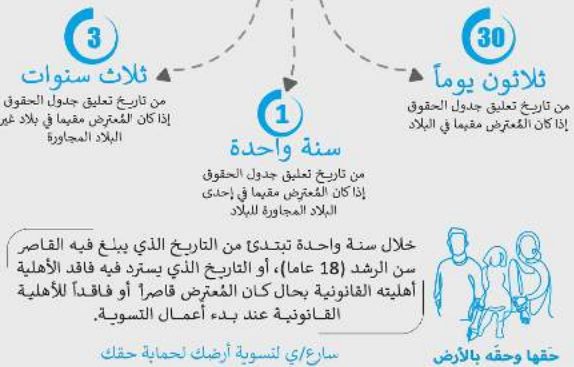 30
ثلاثون يوماً
من تاريخ تعليق جدول الحقوق
إذا كان المُعترض مقيما في البلاد
1
سنة واحدة
من تاريخ تعليق جدول الحقوق
إذا كان المُعترض مقيما في إحدى
البلاد المجاورة للبلاد
3
ثلاث سنوات
من تاريخ تعليق جدول الحقوق
إذا كان المُعترض مقيما في بلاد غير
البلاد المجاورة
خلال سنة واحدة تبتدئ من التاريخ الذي يبلغ فيه القاصر
سن الرشد (18 عاما)، أو التاريخ الذي يسترد فيه فاقد الأهلية
أهليته القانونية بحال كان المُعترض قاصراً أو فاقداً للأهلية
القانونية عند بدء أعمال التسوية.
حَقها وحقَه بالأرض
سارع/ي لتسوية أرضك لحماية حقك